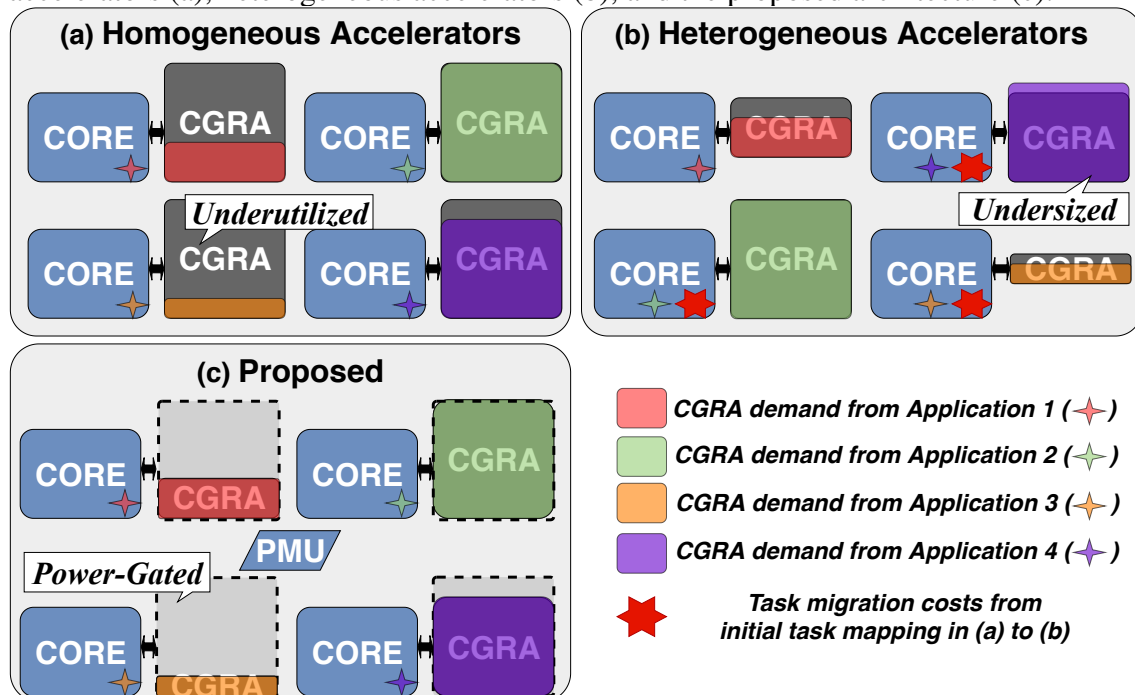 (a) Homogeneous Accelerators
CORE CGRA CORE CGRA
Underutilized
CORE CGRA CORE CGRA
(b) Heterogeneous Accelerators
CORE CGRA CORE CGRA
Undersized
CORE CGRA CORE CGRA
(c) Proposed
CORE CGRA CORE CGRA
PMU
Power-Gated
CORE CGRA CORE CGRA
CGRA demand from Application 1 ( )
CGRA demand from Application 2 ( )
CGRA demand from Application 3 ( )
CGRA demand from Application 4 ( )
Task migration costs from
initial task mapping in (a) to (b)